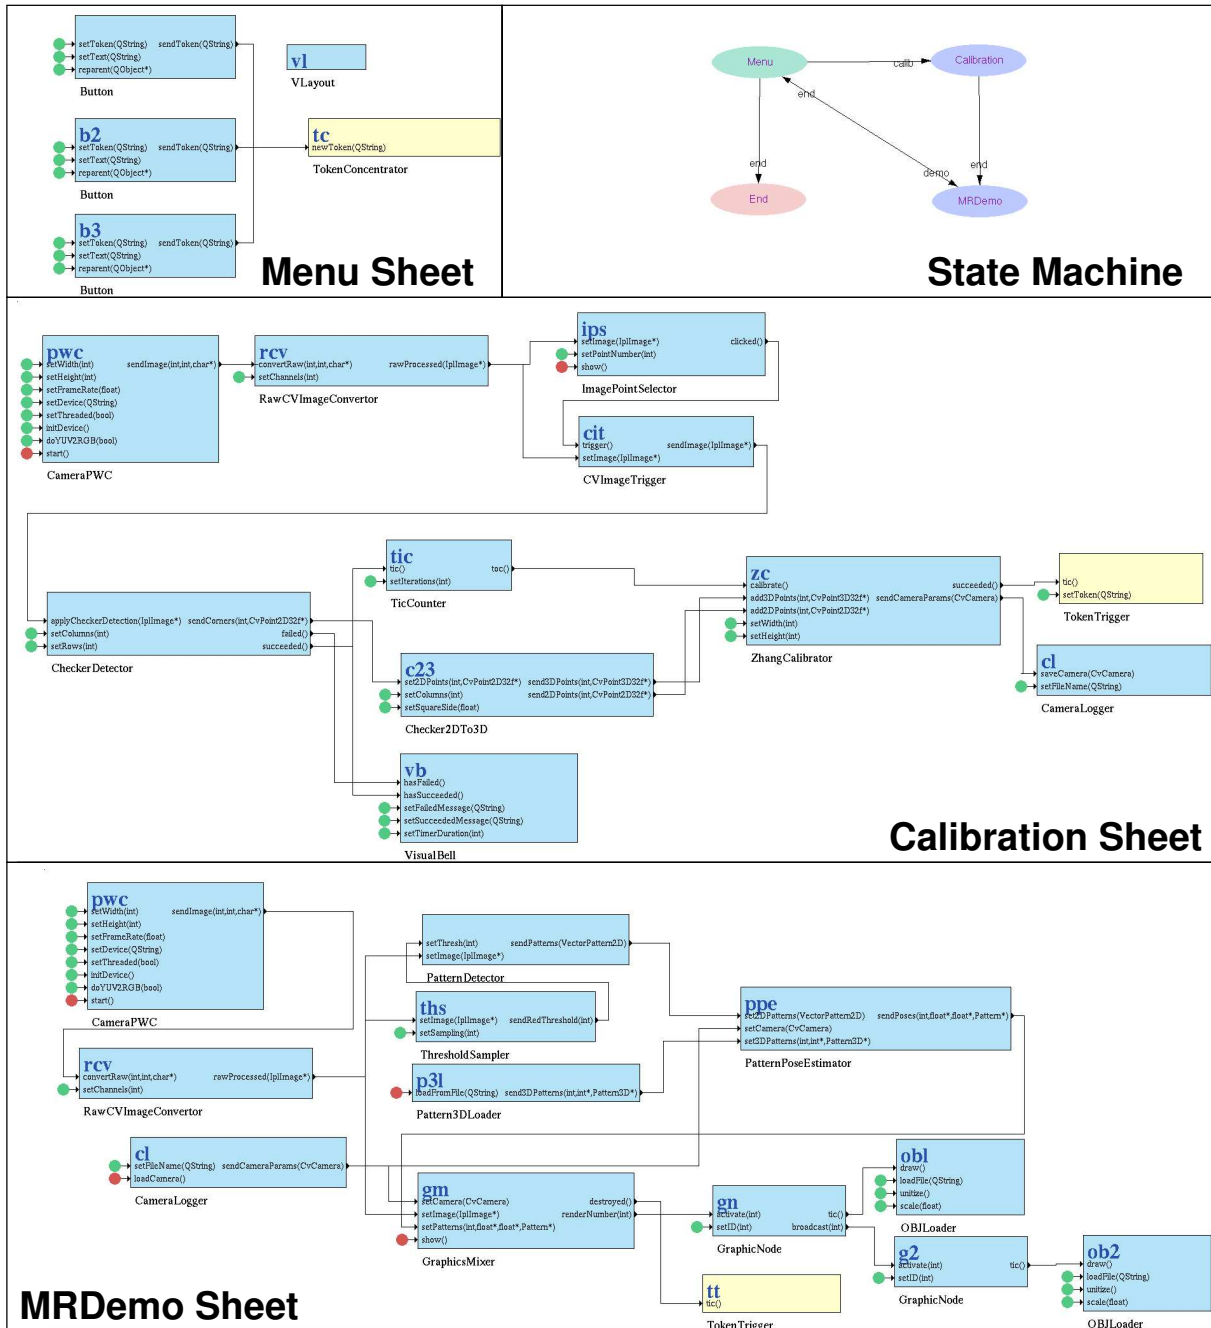 setToken(QString) sendToken(QString)
setText(QString)
reparent(QObject*)
Button
vl
VLayout
b2
setToken(QString) sendToken(QString)
setText(QString)
reparent(QObject*)
Button
tc
newToken(QString)
TokenConcentrator
b3
setToken(QString) sendToken(QString)
setText(QString)
reparent(QObject*)
Button
Menu Sheet
Menu
calib
Calibration
end
end
demo
end
End
MRDemo
State Machine
pwc
setWidth(int) sendImage(int,int,char*)
setHeight(int)
setFrameRate(float)
setDevice(QString)
setThreaded(bool)
initDevice()
doYUV2RGB(bool)
start()
CameraPWC
rcv
convertRaw(int,int,char*) rawProcessed(IplImage*)
setChannels(int)
RawCVImageConvertor
ips
setImage(IplImage*) clicked()
setPointNumber(int)
show()
ImagePointSelector
cit
trigger() sendImage(IplImage*)
setImage(IplImage*)
CVImageTrigger
applyCheckerDetection(IplImage*) sendCorners(int,CvPoint2D32f*)
setColumns(int) failed()
setRows(int) succeeded()
CheckerDetector
tic
tic() toc()
setIterations(int)
TicCounter
c23
set2DPoints(int,CvPoint2D32f*) send3DPoints(int,CvPoint3D32f*)
setColumns(int) send2DPoints(int,CvPoint2D32f*)
setSquareSide(float)
Checker2DTo3D
vb
hasFailed()
hasSucceeded()
setFailedMessage(QString)
setSucceededMessage(QString)
setTimerDuration(int)
VisualBell
zc
calibrate() succeeded()
add3DPoints(int,CvPoint3D32f*) sendCameraParams(CvCamera)
add2DPoints(int,CvPoint2D32f*)
setWidth(int)
setHeight(int)
ZhangCalibrator
tic()
setToken(QString)
TokenTrigger
cl
saveCamera(CvCamera)
setFileName(QString)
CameraLogger
Calibration Sheet
pwc
setWidth(int) sendImage(int,int,char*)
setHeight(int)
setFrameRate(float)
setDevice(QString)
setThreaded(bool)
initDevice()
doYUV2RGB(bool)
start()
CameraPWC
rcv
convertRaw(int,int,char*) rawProcessed(IplImage*)
setChannels(int)
RawCVImageConvertor
cl
setFileName(QString) sendCameraParams(CvCamera)
loadCamera()
CameraLogger
setThresh(int) sendPatterns(VectorPattern2D)
setImage(IplImage*)
PatternDetector
ths
setImage(IplImage*) sendRedThreshold(int)
setSampling(int)
ThresholdSampler
p3l
loadFromFile(QString) send3DPatterns(int,int*,Pattern3D*)
Pattern3DLoader
ppe
set2DPatterns(VectorPattern2D) sendPoses(int,float*,float*,Pattern*)
setCamera(CvCamera)
set3DPatterns(int,int*,Pattern3D*)
PatternPoseEstimator
gm
setCamera(CvCamera) destroyed()
setImage(IplImage*) renderNumber(int)
setPatterns(int,float*,float*,Pattern*)
show()
GraphicsMixer
gn
activate(int) tic()
setID(int) broadcast(int)
GraphicNode
obl
draw()
loadFile(QString)
unitize()
scale(float)
OBJLoader
g2
activate(int) tic()
setID(int)
GraphicNode
ob2
draw()
loadFile(QString)
unitize()
scale(float)
OBJLoader
tt
tic()
TokenTrigger
MRDemo Sheet